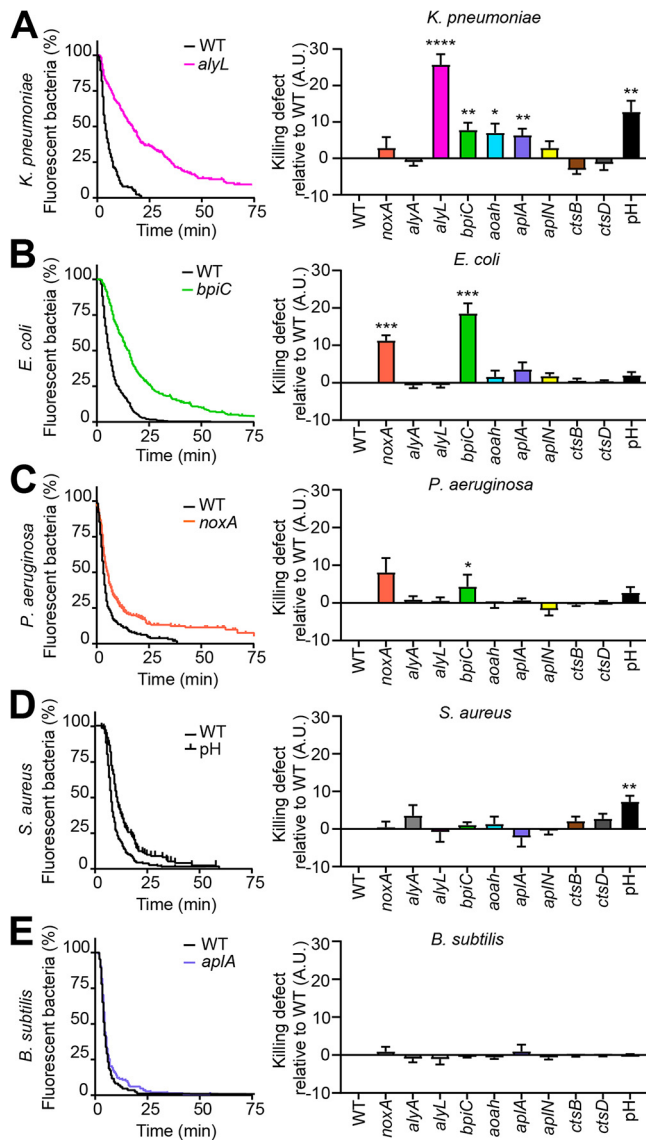 A
WT
alyL
K. pneumoniae
Fluorescent bacteria (%)
100
75
50
25
0
0 25 50 75
Time (min)
K. pneumoniae
Killing defect
relative to WT (A.U.)
30
20
10
0
-10
****
** * ** **
WT noxA alyA alyL bpiC aoah aplA aplN ctsB ctsD pH
B
WT
bpiC
E. coli
Fluorescent bacteia (%)
100
75
50
25
0
0 25 50 75
Time (min)
E. coli
Killing defect
relative to WT (A.U.)
30
20
10
0
-10
*** ***
WT noxA alyA alyL bpiC aoah aplA aplN ctsB ctsD pH
C
WT
noxA
P. aeruginosa
Fluorescent bacteria (%)
100
75
50
25
0
0 25 50 75
Time (min)
P. aeruginosa
Killing defect
relative to WT (A.U.)
30
20
10
0
-10
*
WT noxA alyA alyL bpiC aoah aplA aplN ctsB ctsD pH
D
WT
pH
S. aureus
Fluorescent bacteria (%)
100
75
50
25
0
0 25 50 75
Time (min)
S. aureus
Killing defect
relative to WT (A.U.)
30
20
10
0
-10
**
WT noxA alyA alyL bpiC aoah aplA aplN ctsB ctsD pH
E
WT
aplA
B. subtilis
Fluorescent bacteria (%)
100
75
50
25
0
0 25 50 75
Time (min)
B. subtilis
Killing defect
relative to WT (A.U.)
30
20
10
0
-10
WT noxA alyA alyL bpiC aoah aplA aplN ctsB ctsD pH